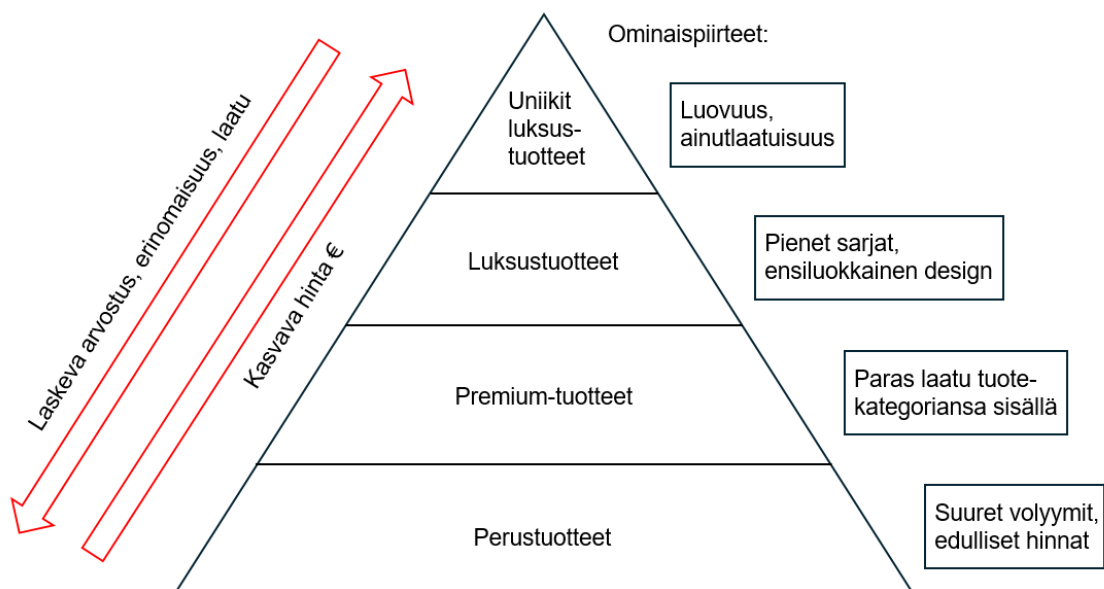 Ominaispiirteet:
Uniikit
luksus-
tuotteet
Luovuus,
ainutlaatuisuus
Luksustuotteet
Pienet sarjat,
ensiluokkainen design
Premium-tuotteet
Paras laatu tuote-
kategoriansa sisällä
Perustuotteet
Suuret volyymit,
edulliset hinnat
Laskeva arvostus, erinomaisuus, laatu
Kasvava hinta €